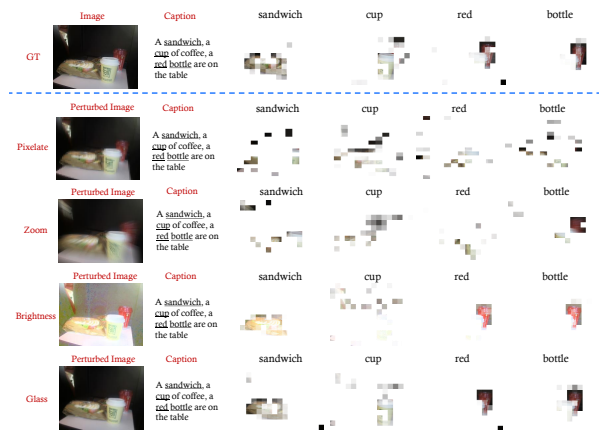 Image Caption sandwich cup red bottle
GT
A sandwich, a
cup of coffee, a
red bottle are on
the table
Perturbed Image Caption sandwich cup red bottle
Pixelate
A sandwich, a
cup of coffee, a
red bottle are on
the table
Perturbed Image Caption sandwich cup red bottle
Zoom
A sandwich, a
cup of coffee, a
red bottle are on
the table
Perturbed Image Caption sandwich cup red bottle
Brightness
A sandwich, a
cup of coffee, a
red bottle are on
the table
Perturbed Image Caption sandwich cup red bottle
Glass
A sandwich, a
cup of coffee, a
red bottle are on
the table